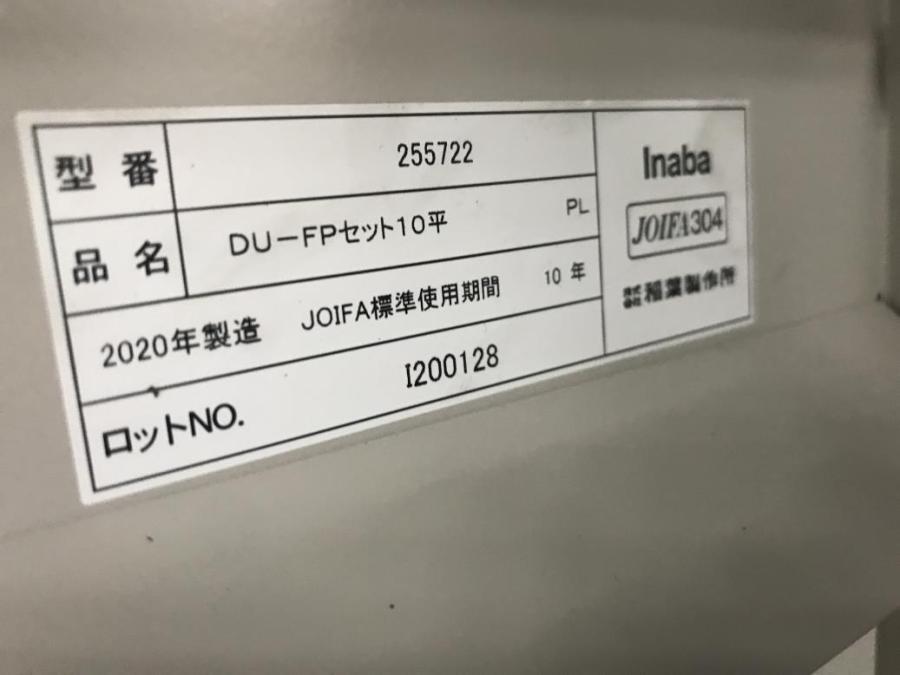 型番 255722
品名 DU-FPセット10平 PL
2020年製造 JOIFA標準使用期間 10年
ロットNO. I200128
Inaba
JOIFA304
株式会社稲葉製作所